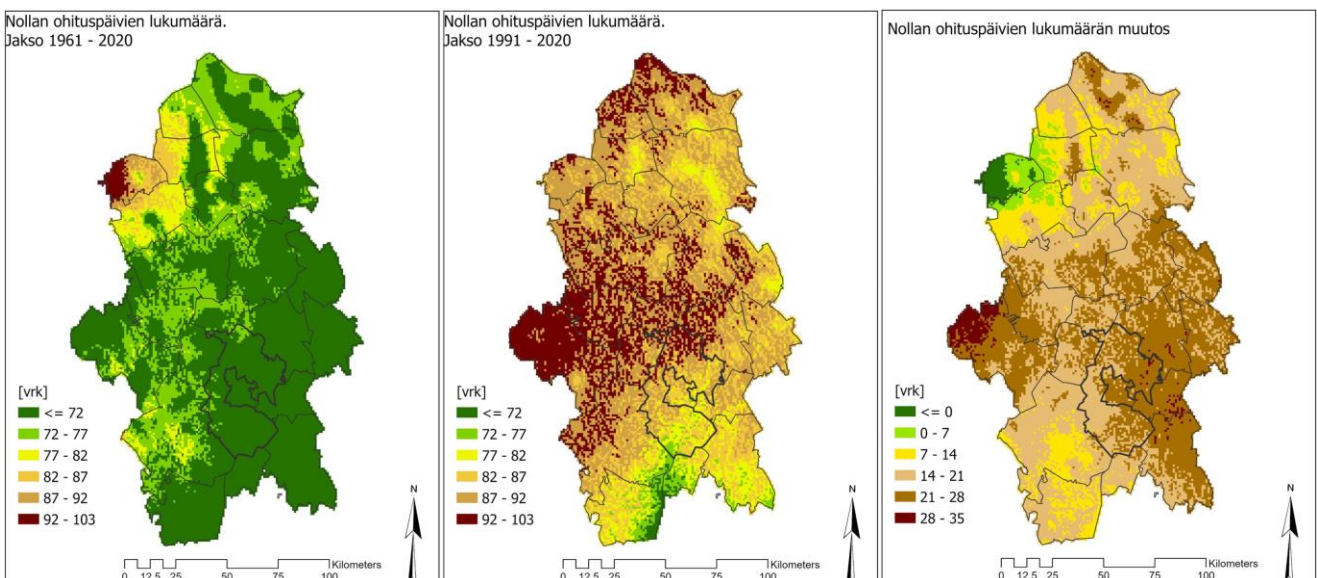 Nollan ohituspäivien lukumäärä.
Jakso 1961 - 2020
[vrk]
<= 72
72 - 77
77 - 82
82 - 87
87 - 92
92 - 103
N
Kilometers
0 12,5 25 50 75 100
Nollan ohituspäivien lukumäärä.
Jakso 1991 - 2020
[vrk]
<= 72
72 - 77
77 - 82
82 - 87
87 - 92
92 - 103
N
Kilometers
0 12,5 25 50 75 100
Nollan ohituspäivien lukumäärän muutos
[vrk]
<= 0
0 - 7
7 - 14
14 - 21
21 - 28
28 - 35
N
Kilometers
0 12,5 25 50 75 100